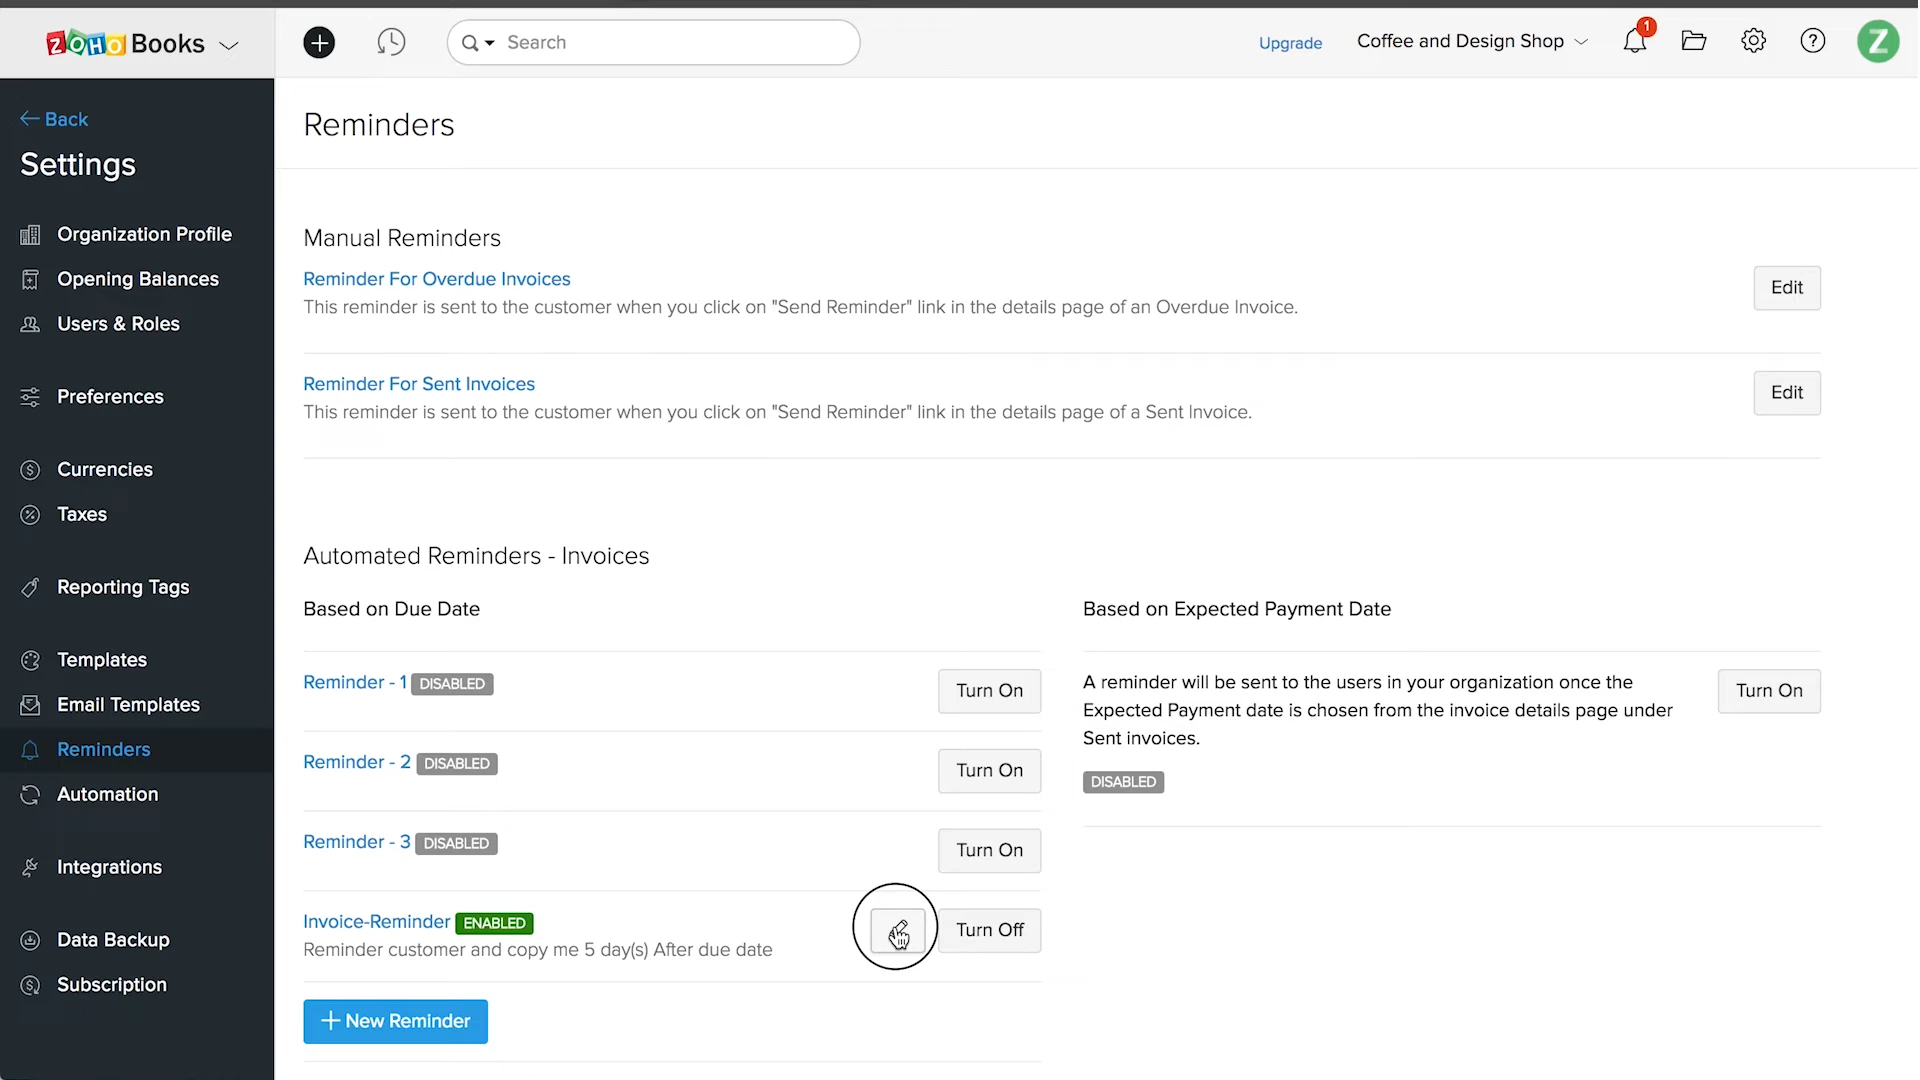 ZOHO Books
Search
Upgrade
Coffee and Design Shop
1
Z
Back
Settings
Organization Profile
Opening Balances
Users & Roles
Preferences
Currencies
Taxes
Reporting Tags
Templates
Email Templates
Reminders
Automation
Integrations
Data Backup
Subscription
Reminders
Manual Reminders
Reminder For Overdue Invoices
This reminder is sent to the customer when you click on "Send Reminder" link in the details page of an Overdue Invoice.
Edit
Reminder For Sent Invoices
This reminder is sent to the customer when you click on "Send Reminder" link in the details page of a Sent Invoice.
Edit
Automated Reminders - Invoices
Based on Due Date
Reminder - 1 DISABLED
Turn On
Reminder - 2 DISABLED
Turn On
Reminder - 3 DISABLED
Turn On
Invoice-Reminder ENABLED
Reminder customer and copy me 5 day(s) After due date
Turn Off
+ New Reminder
Based on Expected Payment Date
A reminder will be sent to the users in your organization once the
Expected Payment date is chosen from the invoice details page under
Sent invoices.
DISABLED
Turn On